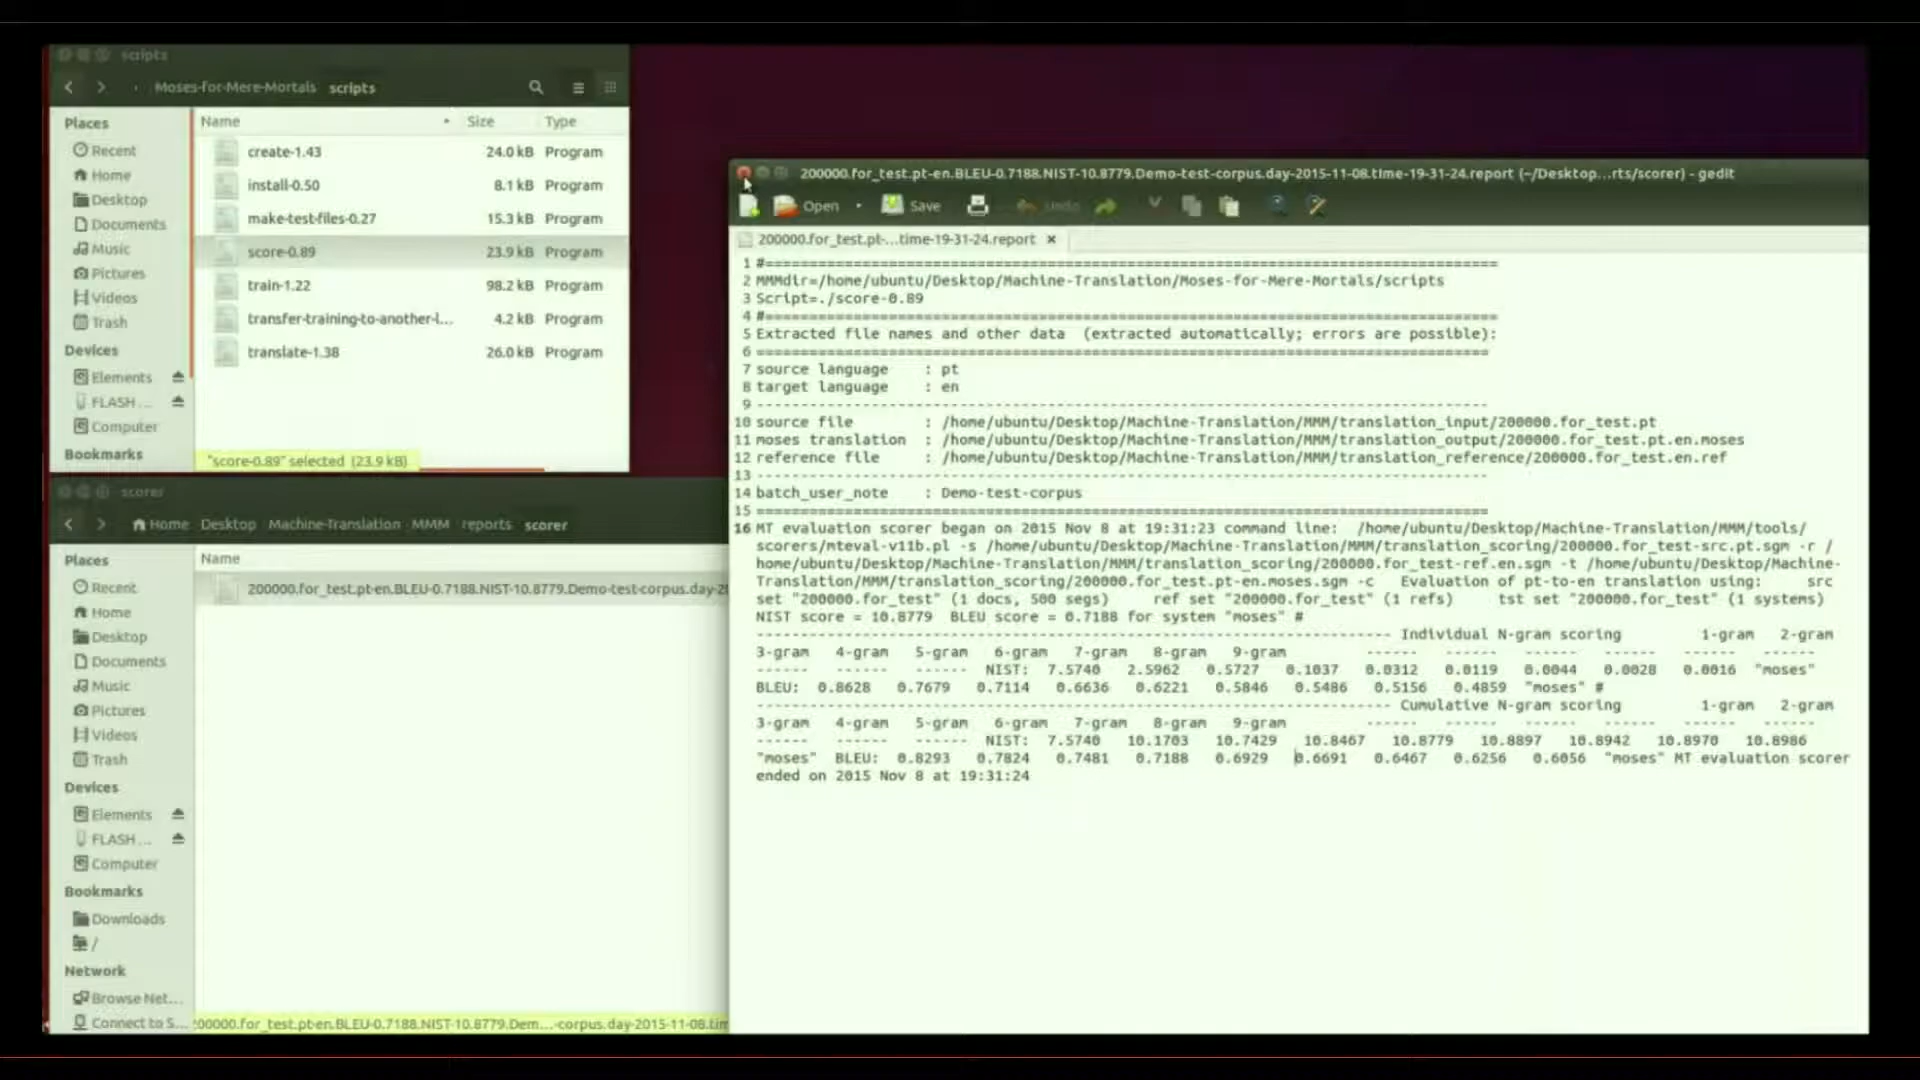 scripts
Moses-for-Mere-Mortals scripts
Places
Recent
Home
Desktop
Documents
Music
Pictures
Videos
Trash
Devices
Elements
FLASH ...
Computer
Bookmarks
Name Size Type
create-1.43 24.0 kB Program
install-0.50 8.1 kB Program
make-test-files-0.27 15.3 kB Program
score-0.89 23.9 kB Program
train-1.22 98.2 kB Program
transfer-training-to-another-l... 4.2 kB Program
translate-1.38 26.0 kB Program
"score-0.89" selected (23.9 kB)
scorer
Home Desktop Machine-Translation MMM reports scorer
Places
Recent
Home
Desktop
Documents
Music
Pictures
Videos
Trash
Devices
Elements
FLASH ...
Computer
Bookmarks
Downloads
/
Network
Browse Net...
Connect to S...
Name
200000.for_test.pt-en.BLEU-0.7188.NIST-10.8779.Demo-test-corpus.day-2
200000.for_test.pt-en.BLEU-0.7188.NIST-10.8779.Dem...-corpus.day-2015-11-08.tim
200000.for_test.pt-en.BLEU-0.7188.NIST-10.8779.Demo-test-corpus.day-2015-11-08.time-19-31-24.report (~/Desktop...rts/scorer) - gedit
Open Save Undo
200000.for_test.pt-...time-19-31-24.report ×
1 #==================================================================================
2 MMMdir=/home/ubuntu/Desktop/Machine-Translation/Moses-for-Mere-Mortals/scripts
3 Script=./score-0.89
4 #==================================================================================
5 Extracted file names and other data (extracted automatically; errors are possible):
6 ===================================================================================
7 source language : pt
8 target language : en
9 -----------------------------------------------------------------------------------
10 source file : /home/ubuntu/Desktop/Machine-Translation/MMM/translation_input/200000.for_test.pt
11 moses translation : /home/ubuntu/Desktop/Machine-Translation/MMM/translation_output/200000.for_test.pt.en.moses
12 reference file : /home/ubuntu/Desktop/Machine-Translation/MMM/translation_reference/200000.for_test.en.ref
13 -----------------------------------------------------------------------------------
14 batch_user_note : Demo-test-corpus
15 ===================================================================================
16 MT evaluation scorer began on 2015 Nov 8 at 19:31:23 command line: /home/ubuntu/Desktop/Machine-Translation/MMM/tools/
scorers/mteval-v11b.pl -s /home/ubuntu/Desktop/Machine-Translation/MMM/translation_scoring/200000.for_test-src.pt.sgm -r /
home/ubuntu/Desktop/Machine-Translation/MMM/translation_scoring/200000.for_test-ref.en.sgm -t /home/ubuntu/Desktop/Machine-
Translation/MMM/translation_scoring/200000.for_test.pt-en.moses.sgm -c Evaluation of pt-to-en translation using: src
set "200000.for_test" (1 docs, 500 segs) ref set "200000.for_test" (1 refs) tst set "200000.for_test" (1 systems)
NIST score = 10.8779 BLEU score = 0.7188 for system "moses" #
------------------------------------------------------------------------ Individual N-gram scoring 1-gram 2-gram
3-gram 4-gram 5-gram 6-gram 7-gram 8-gram 9-gram ------ ------ ------ ------ ------ ------
------ ------ ------ NIST: 7.5740 2.5962 0.5727 0.1037 0.0312 0.0119 0.0044 0.0028 0.0016 "moses"
BLEU: 0.8628 0.7679 0.7114 0.6636 0.6221 0.5846 0.5486 0.5156 0.4859 "moses" #
------------------------------------------------------------------------ Cumulative N-gram scoring 1-gram 2-gram
3-gram 4-gram 5-gram 6-gram 7-gram 8-gram 9-gram ------ ------ ------ ------ ------ ------
------ ------ ------ NIST: 7.5740 10.1703 10.7429 10.8467 10.8779 10.8897 10.8942 10.8970 10.8986
"moses" BLEU: 0.8293 0.7824 0.7481 0.7188 0.6929 0.6691 0.6467 0.6256 0.6056 "moses" MT evaluation scorer
ended on 2015 Nov 8 at 19:31:24